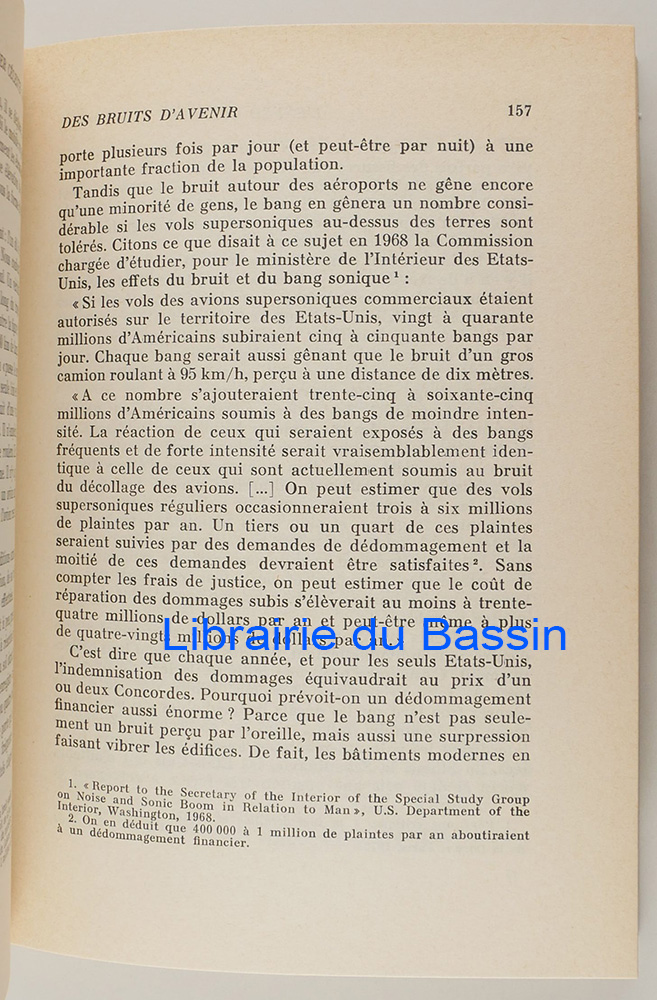 DES BRUITS D'AVENIR 157
porte plusieurs fois par jour (et peut-être par nuit) à une
importante fraction de la population.
Tandis que le bruit autour des aéroports ne gêne encore
qu'une minorité de gens, le bang en gênera un nombre consi-
dérable si les vols supersoniques au-dessus des terres sont
tolérés. Citons ce que disait à ce sujet en 1968 la Commission
chargée d'étudier, pour le ministère de l'Intérieur des Etats-
Unis, les effets du bruit et du bang sonique¹ :
« Si les vols des avions supersoniques commerciaux étaient
autorisés sur le territoire des Etats-Unis, vingt à quarante
millions d'Américains subiraient cinq à cinquante bangs par
jour. Chaque bang serait aussi gênant que le bruit d'un gros
camion roulant à 95 km/h, perçu à une distance de dix mètres.
« A ce nombre s'ajouteraient trente-cinq à soixante-cinq
millions d'Américains soumis à des bangs de moindre inten-
sité. La réaction de ceux qui seraient exposés à des bangs
fréquents et de forte intensité serait vraisemblablement iden-
tique à celle de ceux qui sont actuellement soumis au bruit
du décollage des avions. [...] On peut estimer que des vols
supersoniques réguliers occasionneraient trois à six millions
de plaintes par an. Un tiers ou un quart de ces plaintes
seraient suivies par des demandes de dédommagement et la
moitié de ces demandes devraient être satisfaites². Sans
compter les frais de justice, on peut estimer que le coût de
réparation des dommages subis s'élèverait au moins à trente-
quatre millions de dollars par an et peut-être même à plus
de quatre-vingts millions de dollars par an.
Librairie du Bassin
C'est dire que chaque année, et pour les seuls Etats-Unis,
l'indemnisation des dommages équivaudrait au prix d'un
ou deux Concordes. Pourquoi prévoit-on un dédommagement
financier aussi énorme ? Parce que le bang n'est pas seule-
ment un bruit perçu par l'oreille, mais aussi une surpression
faisant vibrer les édifices. De fait, les bâtiments modernes en
1. « Report to the Secretary of the Interior of the Special Study Group
on Noise and Sonic Boom in Relation to Man », U.S. Department of the
Interior, Washington, 1968.
2. On en déduit que 400 000 à 1 million de plaintes par an aboutiraient
à un dédommagement financier.